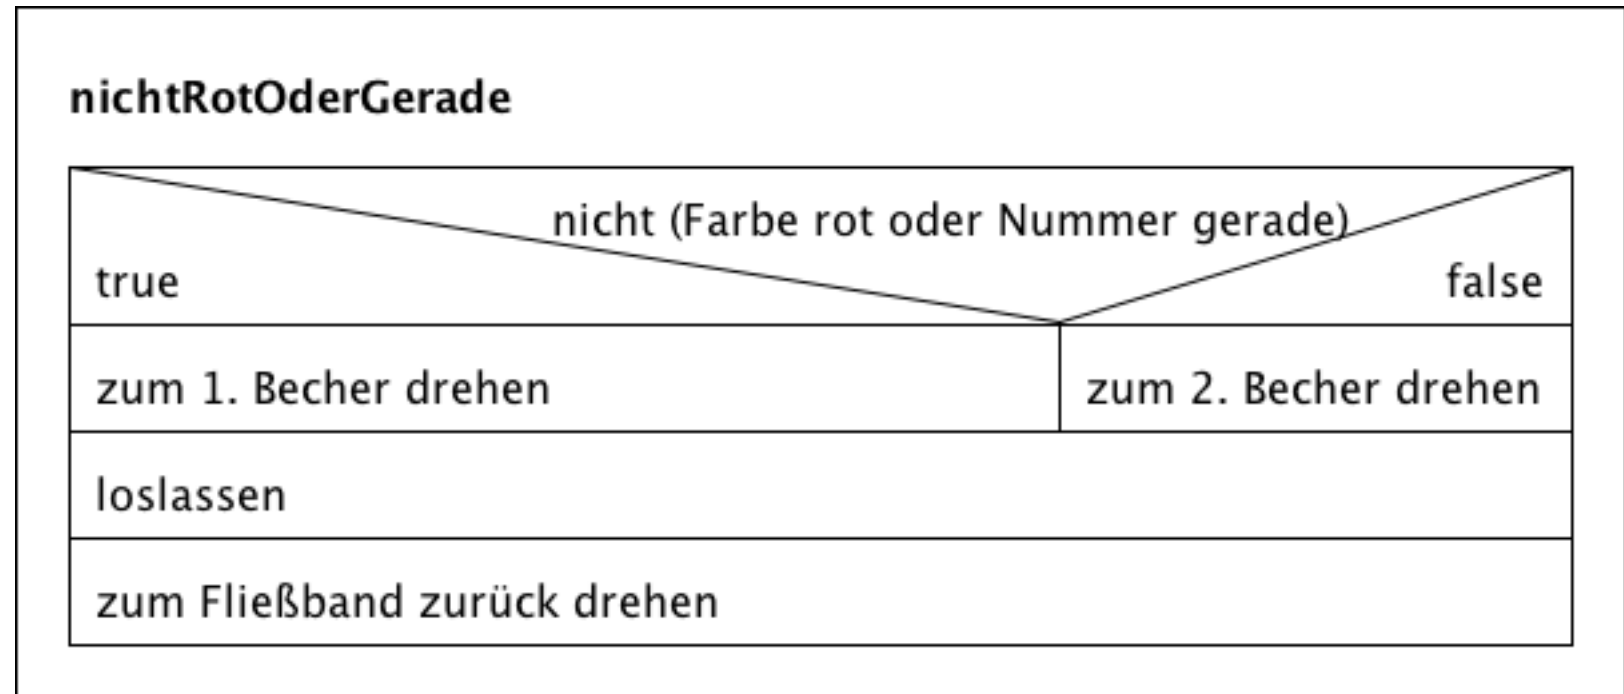 nichtRotOderGerade
nicht (Farbe rot oder Nummer gerade)
true
false
zum 1. Becher drehen
zum 2. Becher drehen
loslassen
zum Fließband zurück drehen